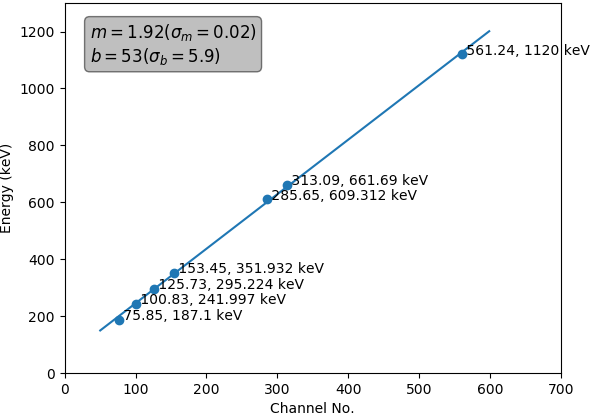 m = 1.92(σm = 0.02)
b = 53(σb = 5.9)
561.24, 1120 keV
313.09, 661.69 keV
285.65, 609.312 keV
153.45, 351.932 keV
125.73, 295.224 keV
100.83, 241.997 keV
75.85, 187.1 keV
1200
1000
800
600
400
200
0
Energy (keV)
0 100 200 300 400 500 600 700
Channel No.